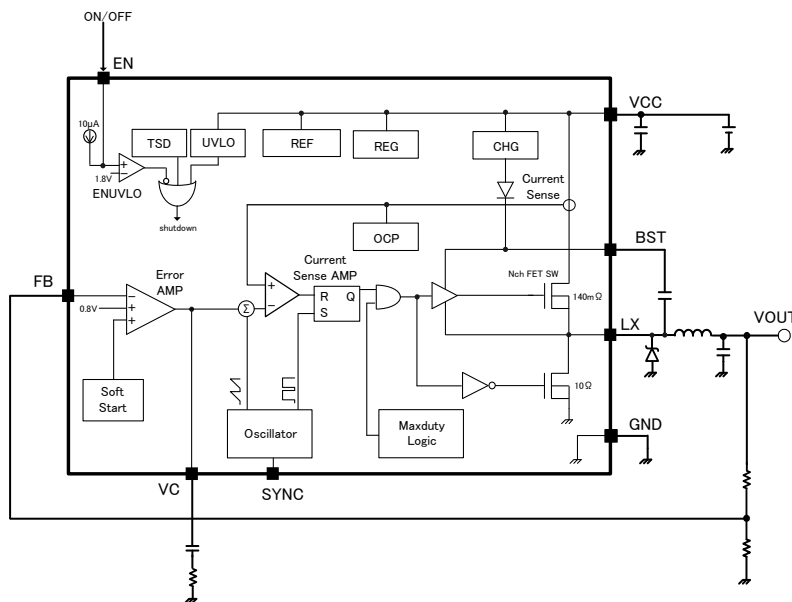 ON/OFF
EN
VCC
10μA
TSD
UVLO
REF
REG
CHG
1.8V
ENUVLO
shutdown
Current
Sense
OCP
BST
FB
Error
AMP
Current
Sense AMP
Nch FET SW
0.8V
Σ
R Q
S
140mΩ
LX
VOUT
Soft
Start
Oscillator
Maxduty
Logic
10Ω
GND
VC
SYNC